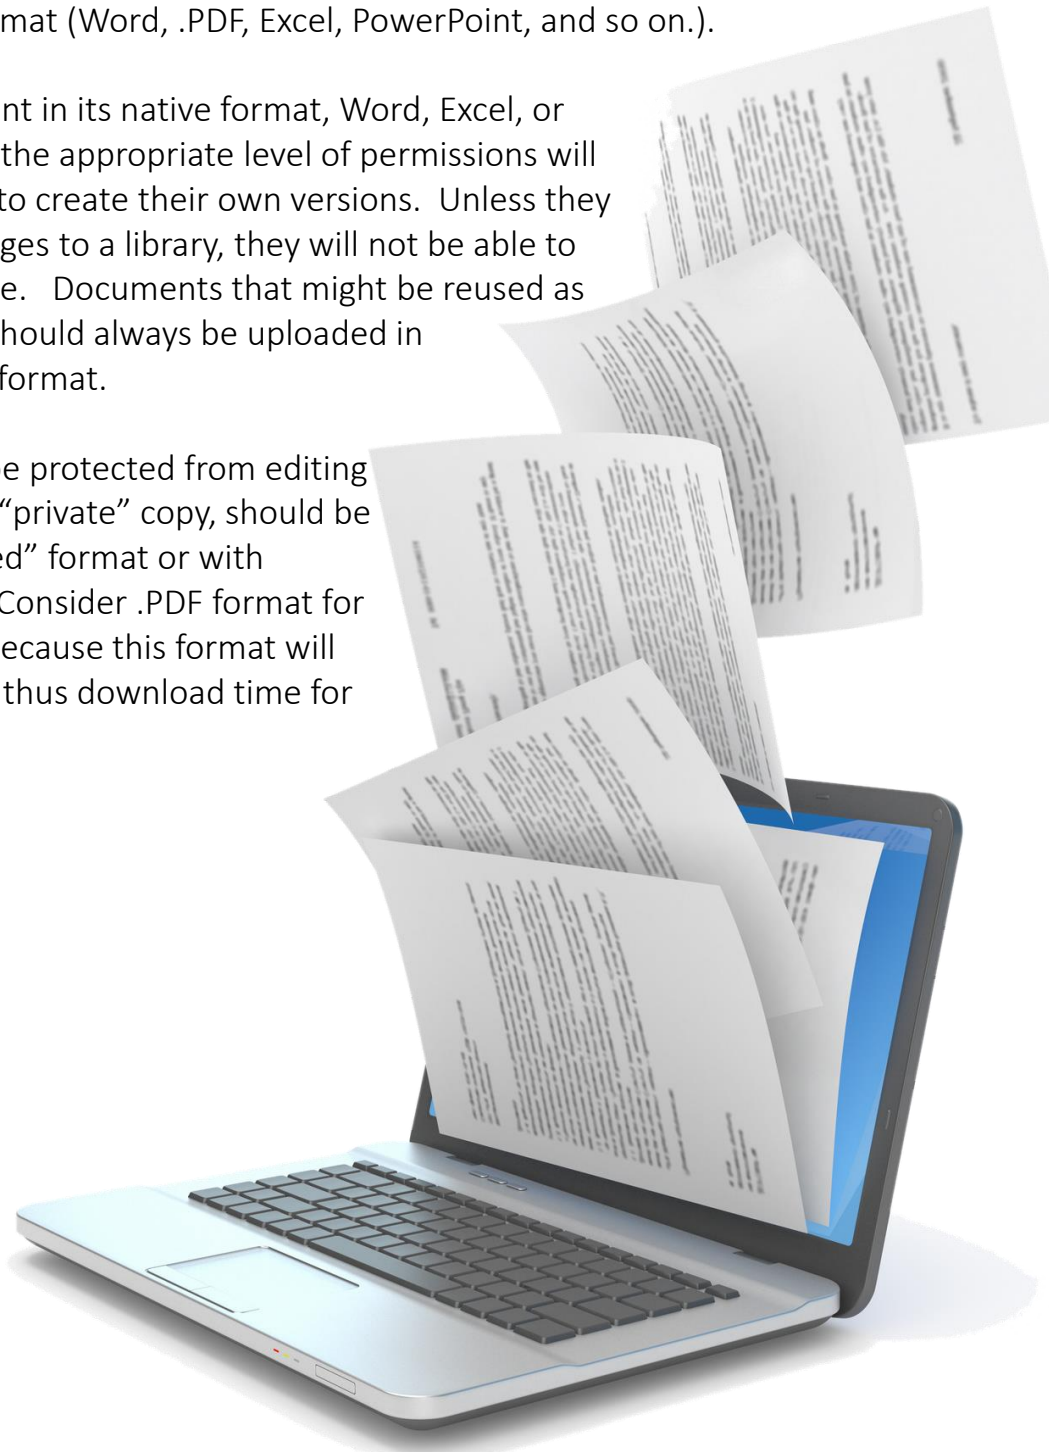 mat (Word, .PDF, Excel, PowerPoint, and so on.).
nt in its native format, Word, Excel, or
the appropriate level of permissions will
to create their own versions.  Unless they
ges to a library, they will not be able to
e.   Documents that might be reused as
hould always be uploaded in
format.
be protected from editing
“private” copy, should be
ed” format or with
Consider .PDF format for
ecause this format will
thus download time for